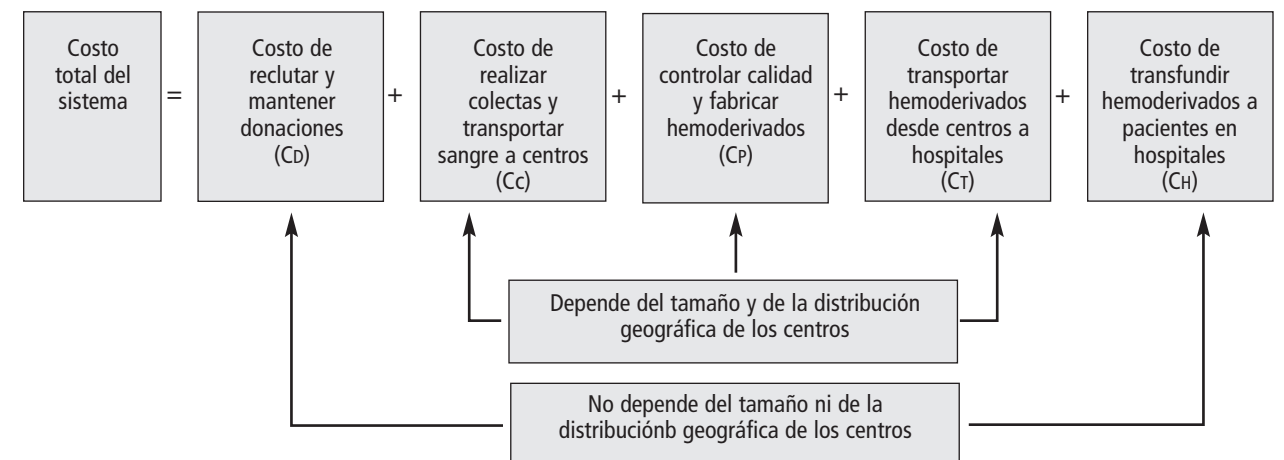 Costo
total del
sistema
=
Costo de
reclutar y
mantener
donaciones
(CD)
+
Costo de
realizar
colectas y
transportar
sangre a centros
(Cc)
+
Costo de
controlar calidad
y fabricar
hemoderivados
(CP)
+
Costo de
transportar
hemoderivados
desde centros a
hospitales
(CT)
+
Costo de
transfundir
hemoderivados a
pacientes en
hospitales
(CH)
Depende del tamaño y de la distribución
geográfica de los centros
No depende del tamaño ni de la
distribuciónb geográfica de los centros